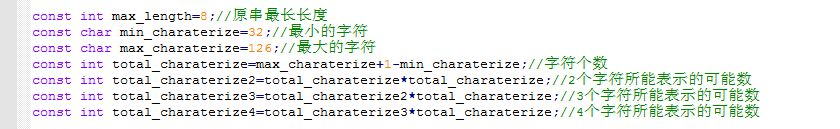 const int max_length=8;//原串最长长度
const char min_charaterize=32;//最小的字符
const char max_charaterize=126;//最大的字符
const int total_charaterize=max_charaterize+1-min_charaterize;//字符个数
const int total_charaterize2=total_charaterize*total_charaterize;//2个字符所能表示的可能数
const int total_charaterize3=total_charaterize2*total_charaterize;//3个字符所能表示的可能数
const int total_charaterize4=total_charaterize3*total_charaterize;//4个字符所能表示的可能数